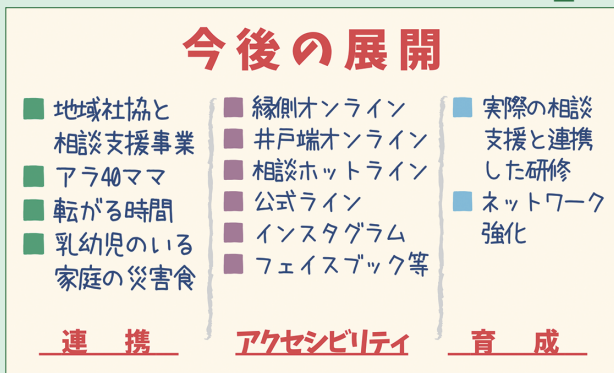 今後の展開
地域社協と
相談支援事業
アラ40ママ
転がる時間
乳幼児のいる
家庭の災害食
連 携
縁側オンライン
井戸端オンライン
相談ホットライン
公式ライン
インスタグラム
フェイスブック等
アクセシビリティ
実際の相談
支援と連携
した研修
ネットワーク
強化
育 成